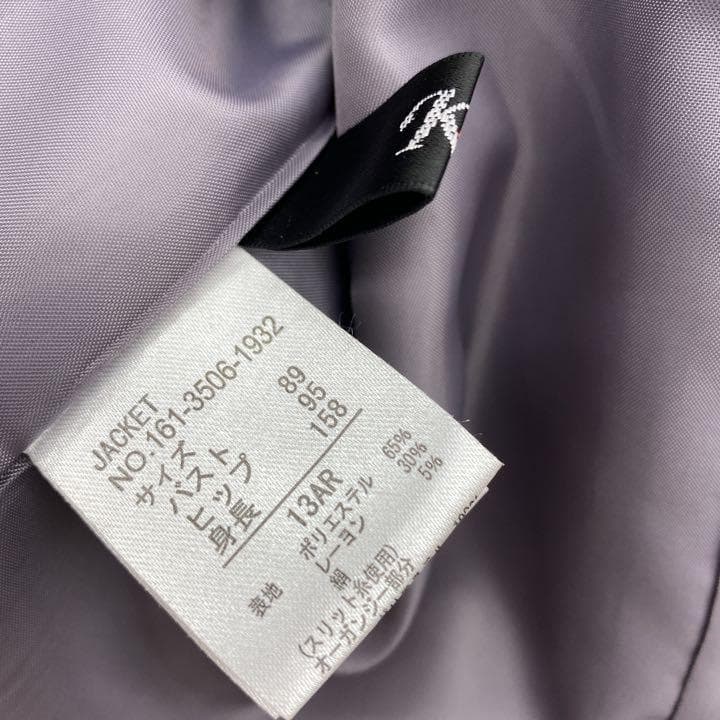 K
JACKET
NO.161-3506-1932
サイズ
バスト 89
ヒップ 95
身長 158
13AR
表地 ポリエステル 65%
レーヨン 30%
絹 5%
(スリット糸使用)
オーガンジー部分